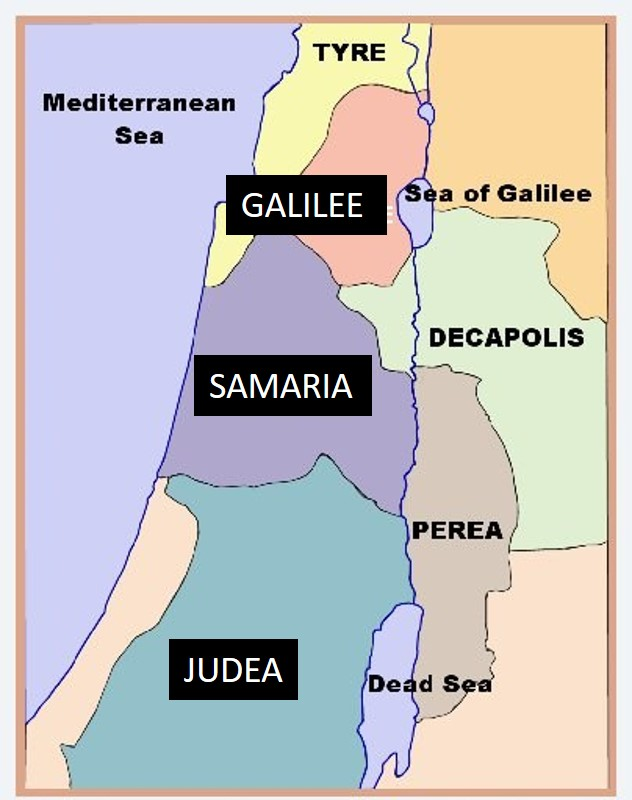 TYRE
Mediterranean
Sea
GALILEE
Sea of Galilee
DECAPOLIS
SAMARIA
PEREA
JUDEA
Dead Sea